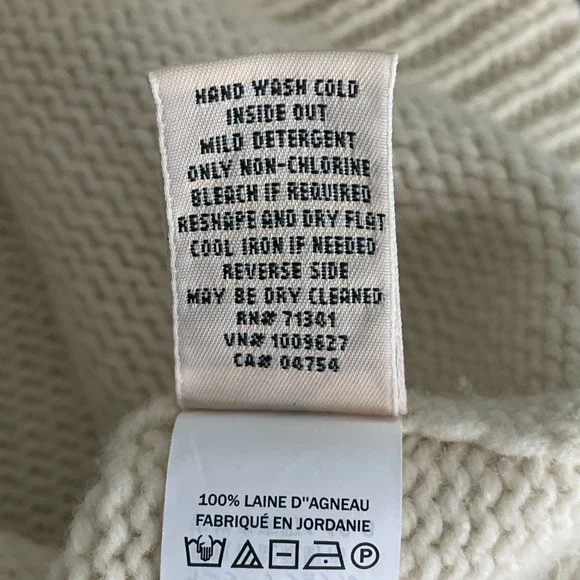 HAND WASH COLD
INSIDE OUT
MILD DETERGENT
ONLY NON-CHLORINE
BLEACH IF REQUIRED
RESHAPE AND DRY FLAT
COOL IRON IF NEEDED
REVERSE SIDE
MAY BE DRY CLEANED
RN# 71341
VN# 1009827
CA# 04754
100% LAINE D"AGNEAU
FABRIQUÉ EN JORDANIE
P